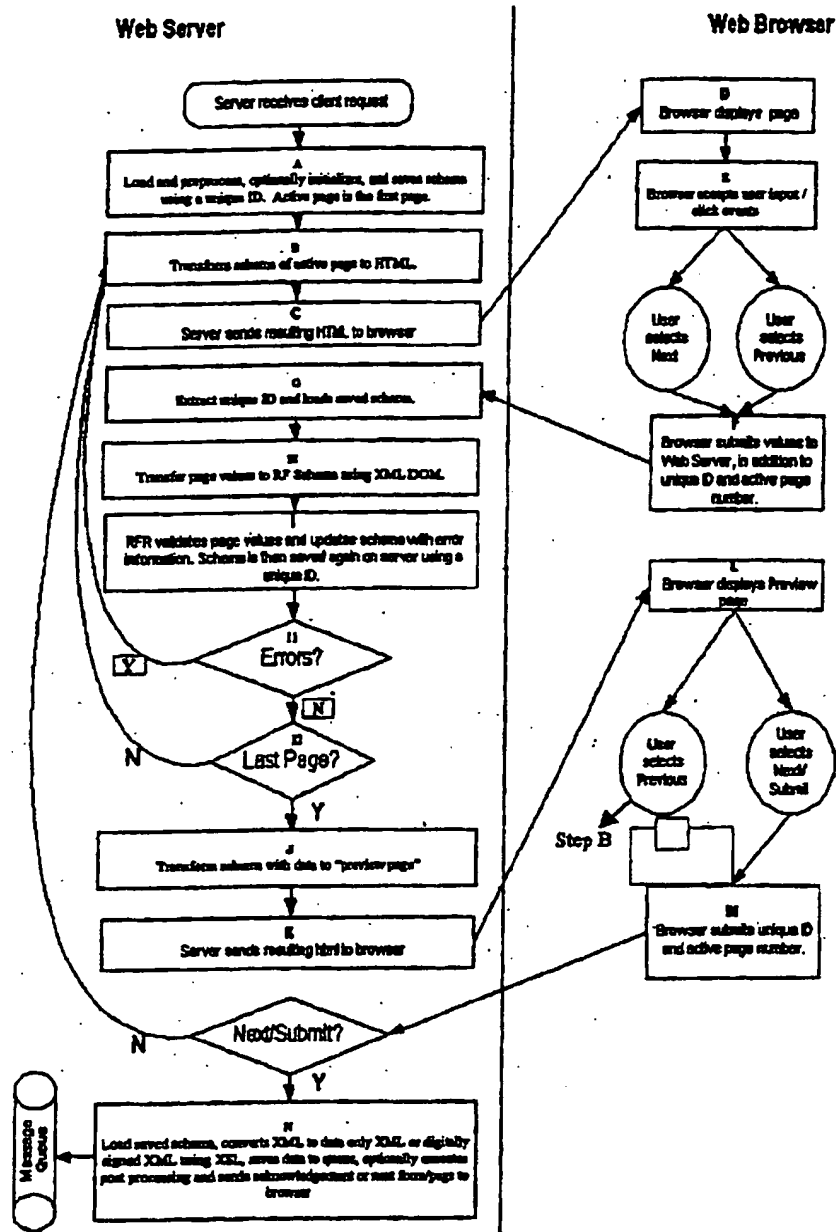 Web Server
Web Browser
Server receives client request
A
Load and preprocess, optionally initializes, and saves schema
using a unique ID. Active page is the first page.
B
Transform schema of active page to HTML.
C
Server sends resulting HTML to browser
G
Extract unique ID and loads saved schema.
H
Transfer page values to RF Schema using XML DOM.
I
RFR validates page values and updates schema with error
information. Schema is then saved again on server using a
unique ID.
I1
Errors?
Y
N
I2
Last Page?
N
Y
J
Transform schema with data to "preview page"
K
Server sends resulting html to browser
Next/Submit?
N
Y
N
Load saved schema, converts XML to data only XML or digitally
signed XML using XSL, saves data to queue, optionally executes
post processing and sends acknowledgement or next form/page to
browser
Message
Queue
D
Browser displays page
E
Browser accepts user input /
click events
User
selects
Next
User
selects
Previous
F
Browser submits values to
Web Server, in addition to
unique ID and active page
number.
L
Browser displays Preview
page
User
selects
Previous
User
selects
Next/
Submit
Step B
M
Browser submits unique ID
and active page number.